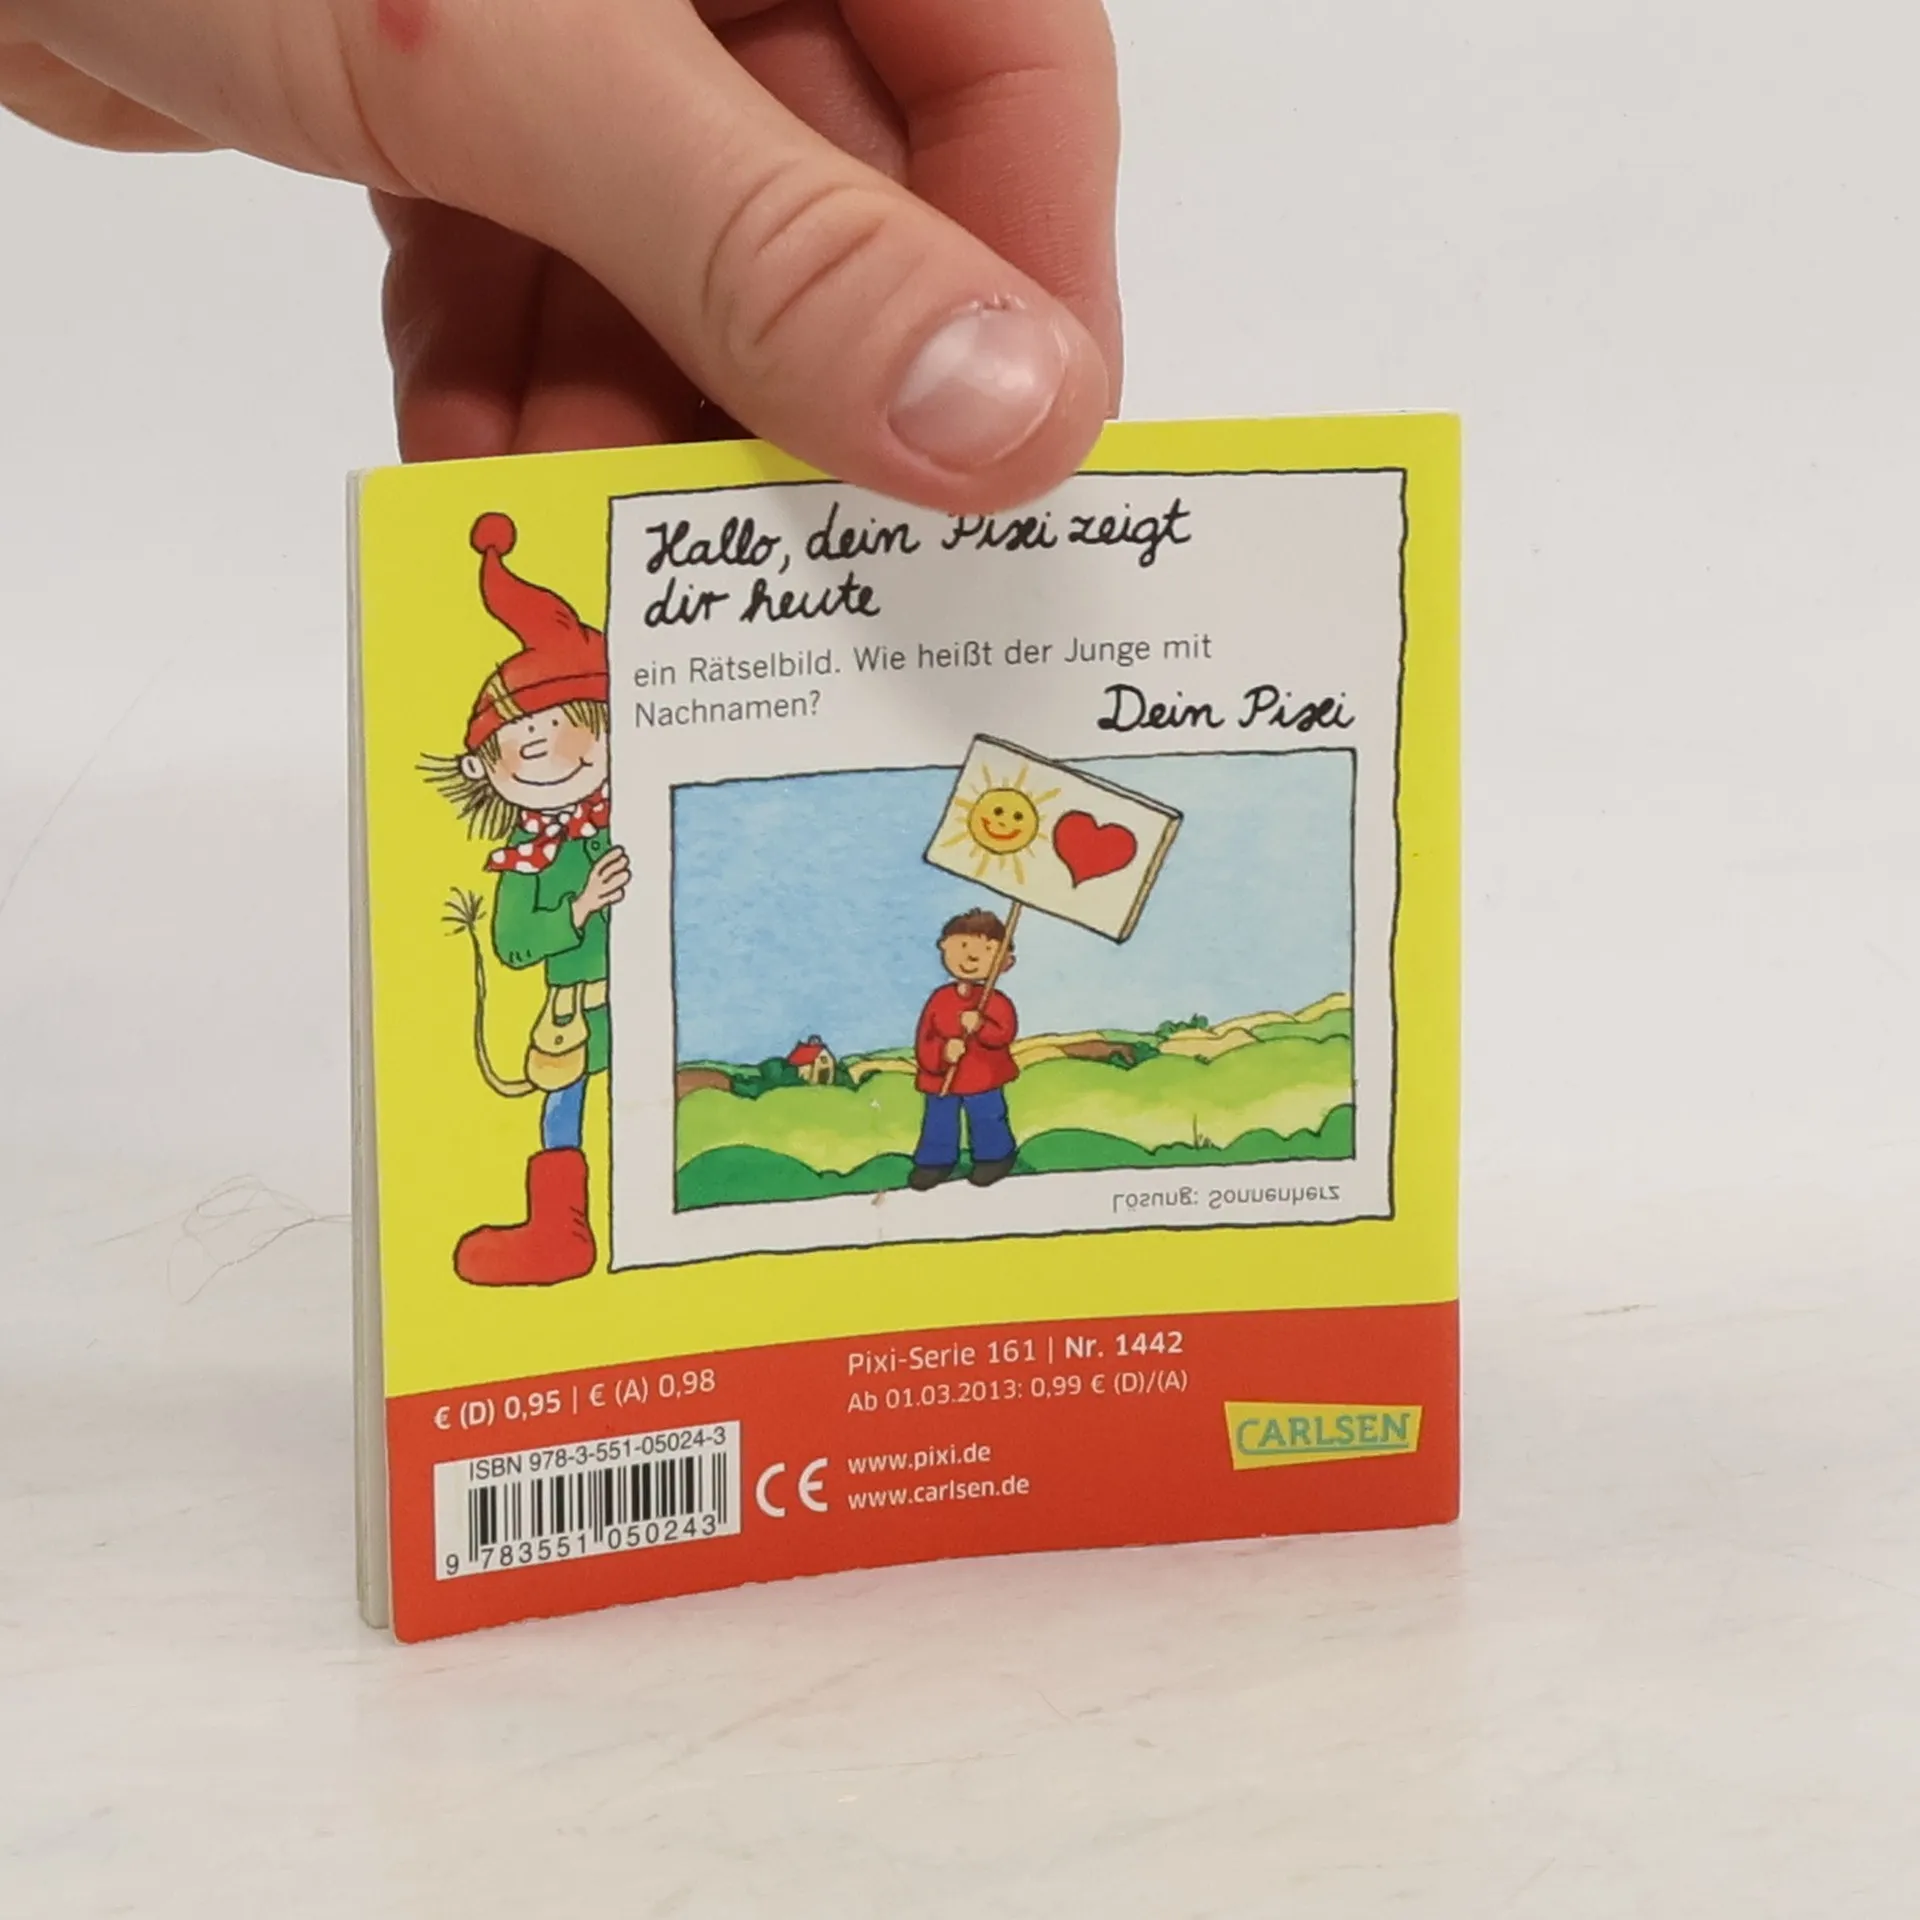 Hallo, dein Pixi zeigt
dir heute
ein Rätselbild. Wie heißt der Junge mit
Nachnamen?
Dein Pixi
Lösung: Sonnenherz
€ (D) 0,95 | € (A) 0,98
Pixi-Serie 161 | Nr. 1442
Ab 01.03.2013: 0,99 € (D)/(A)
ISBN 978-3-551-05024-3
9 783551 050243
CE
www.pixi.de
www.carlsen.de
CARLSEN